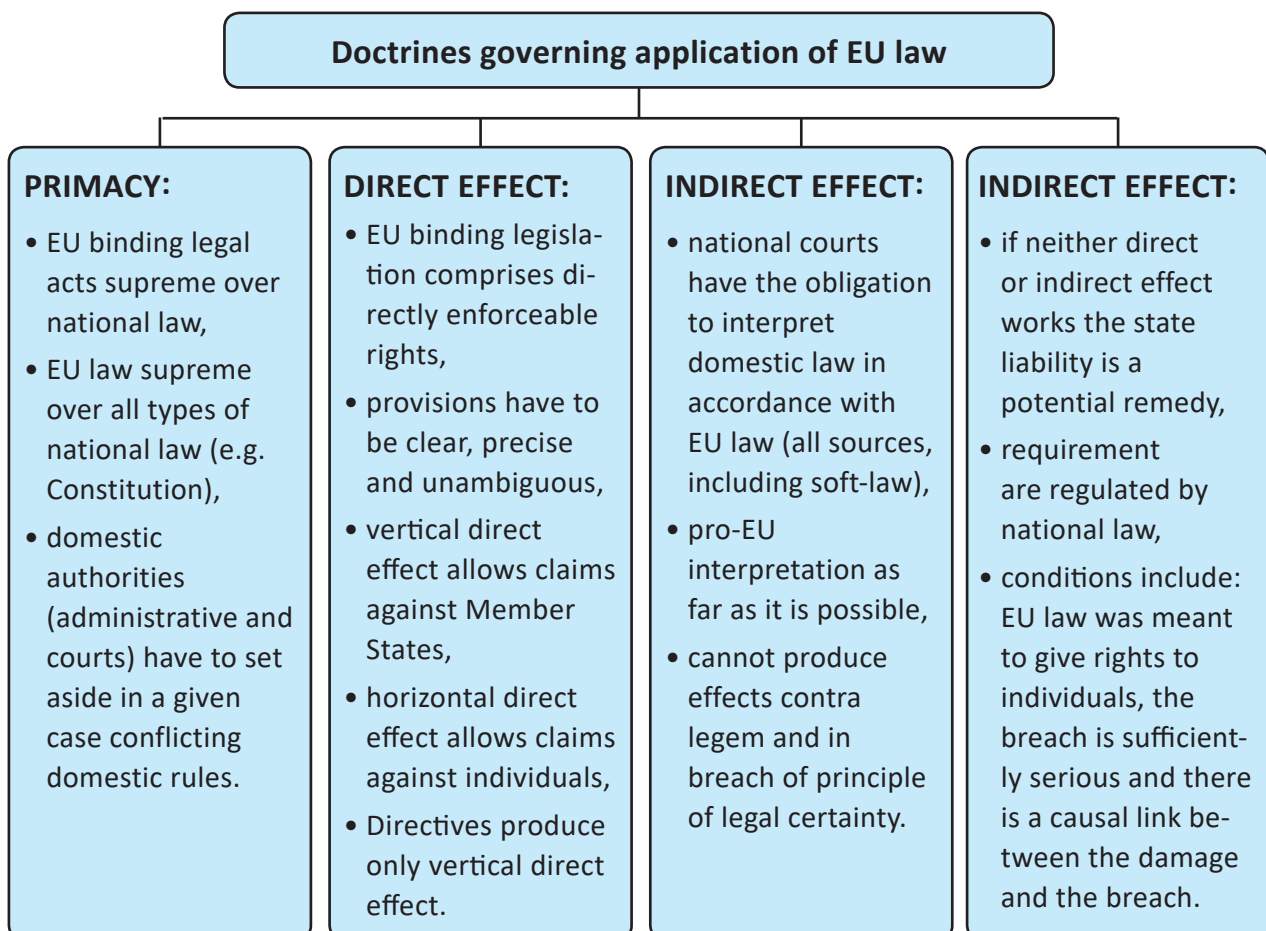 Doctrines governing application of EU law
PRIMACY:
• EU binding legal
acts supreme over
national law,
• EU law supreme
over all types of
national law (e.g.
Constitution),
• domestic
authorities
(administrative and
courts) have to set
aside in a given
case conflicting
domestic rules.
DIRECT EFFECT:
• EU binding legisla-
tion comprises di-
rectly enforceable
rights,
• provisions have to
be clear, precise
and unambiguous,
• vertical direct
effect allows claims
against Member
States,
• horizontal direct
effect allows claims
against individuals,
• Directives produce
only vertical direct
effect.
INDIRECT EFFECT:
• national courts
have the obligation
to interpret
domestic law in
accordance with
EU law (all sources,
including soft-law),
• pro-EU
interpretation as
far as it is possible,
• cannot produce
effects contra
legem and in
breach of principle
of legal certainty.
INDIRECT EFFECT:
• if neither direct
or indirect effect
works the state
liability is a
potential remedy,
• requirement
are regulated by
national law,
• conditions include:
EU law was meant
to give rights to
individuals, the
breach is sufficient-
ly serious and there
is a causal link be-
tween the damage
and the breach.